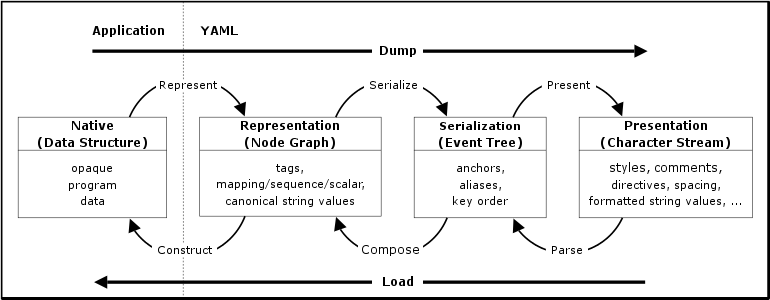 Application YAML
Dump
Represent Serialize Present
Native
(Data Structure)
opaque
program
data
Representation
(Node Graph)
tags,
mapping/sequence/scalar,
canonical string values
Serialization
(Event Tree)
anchors,
aliases,
key order
Presentation
(Character Stream)
styles, comments,
directives, spacing,
formatted string values, ...
Construct Compose Parse
Load